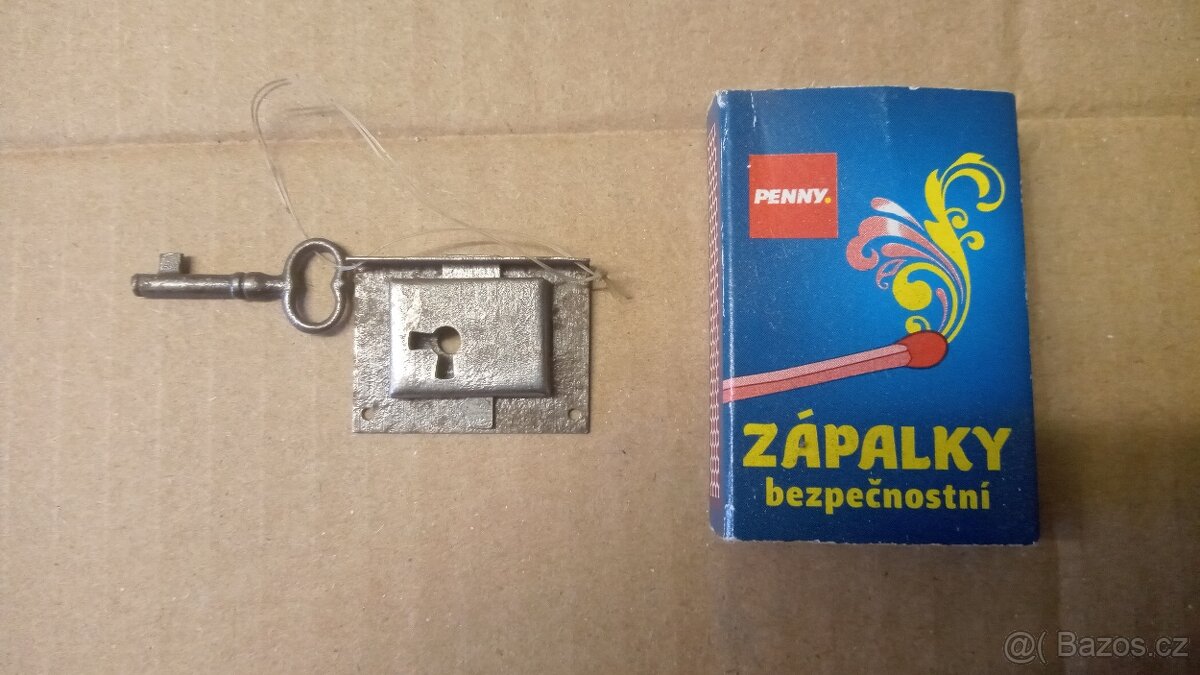 PENNY.
ZÁPALKY
bezpečnostní
@( Bazos.cz